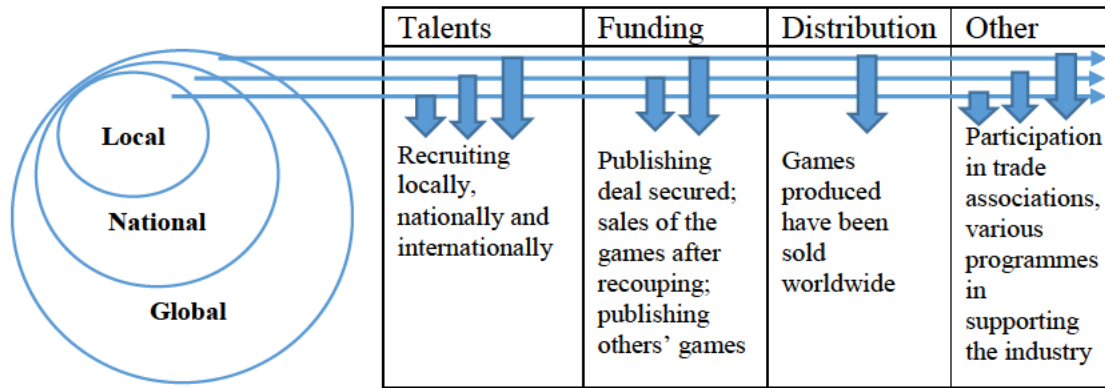 Talents
Funding
Distribution
Other
Local
National
Global
Recruiting
locally,
nationally and
internationally
Publishing
deal secured;
sales of the
games after
recouping;
publishing
others’ games
Games
produced
have been
sold
worldwide
Participation
in trade
associations,
various
programmes
in
supporting
the industry